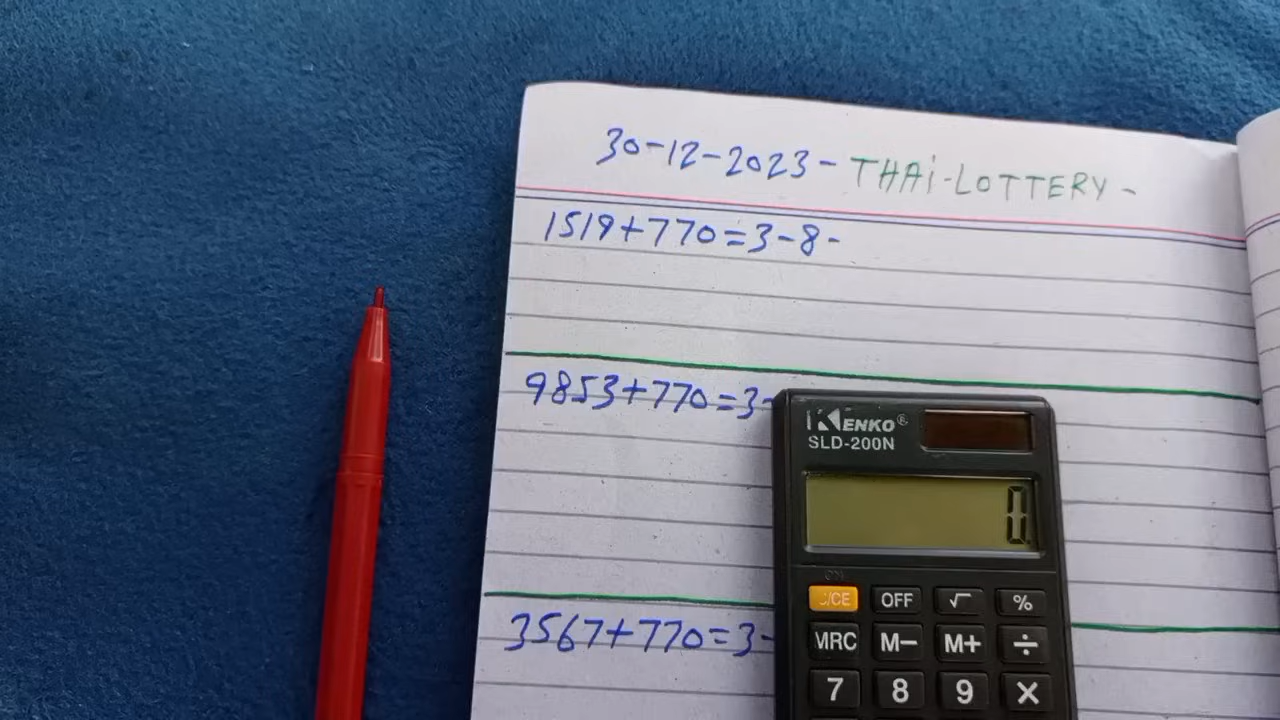 30-12-2023- THAi-LOTTERY-
1519+770=3-8-
9853+770=3-
KENKO®
SLD-200N
0.
ON
C/CE OFF √ %
3567+770=3-
MRC M− M+ ÷
7 8 9 ×